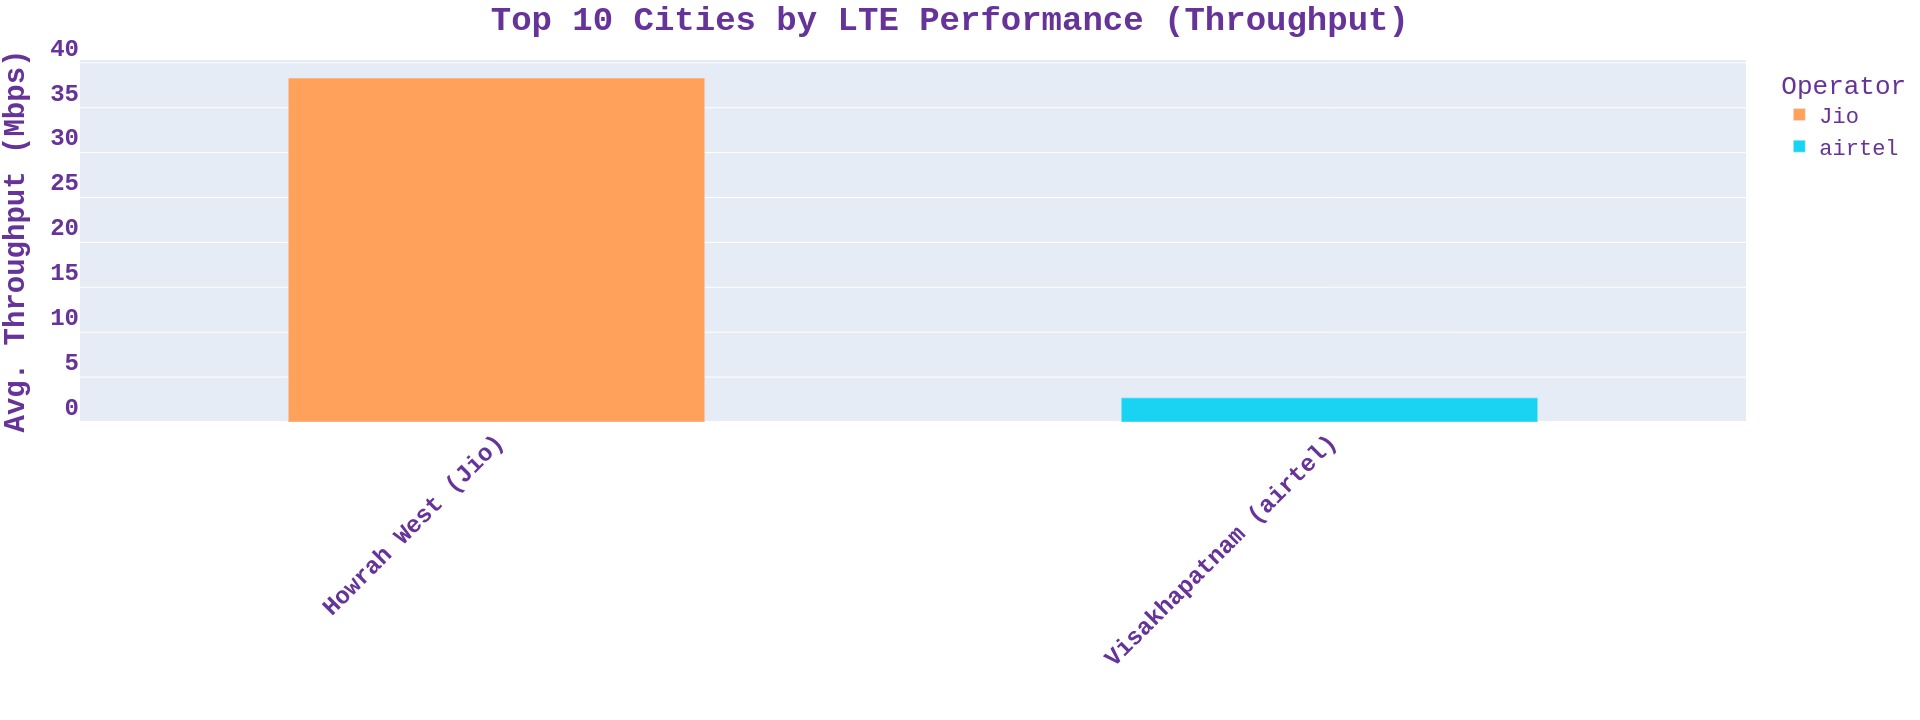 Top 10 Cities by LTE Performance (Throughput)
Avg. Throughput (Mbps)
40
35
30
25
20
15
10
5
0
Howrah West (Jio)
Visakhapatnam (airtel)
Operator
Jio
airtel